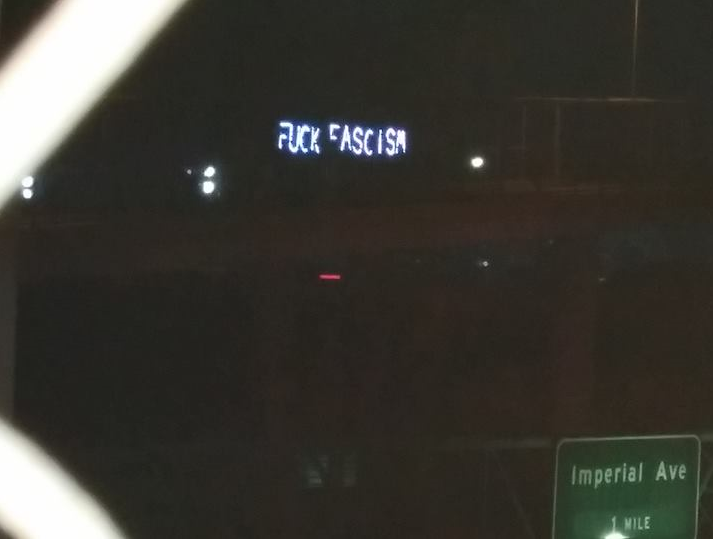 FUCK FASCISM
Imperial Ave
1 MILE